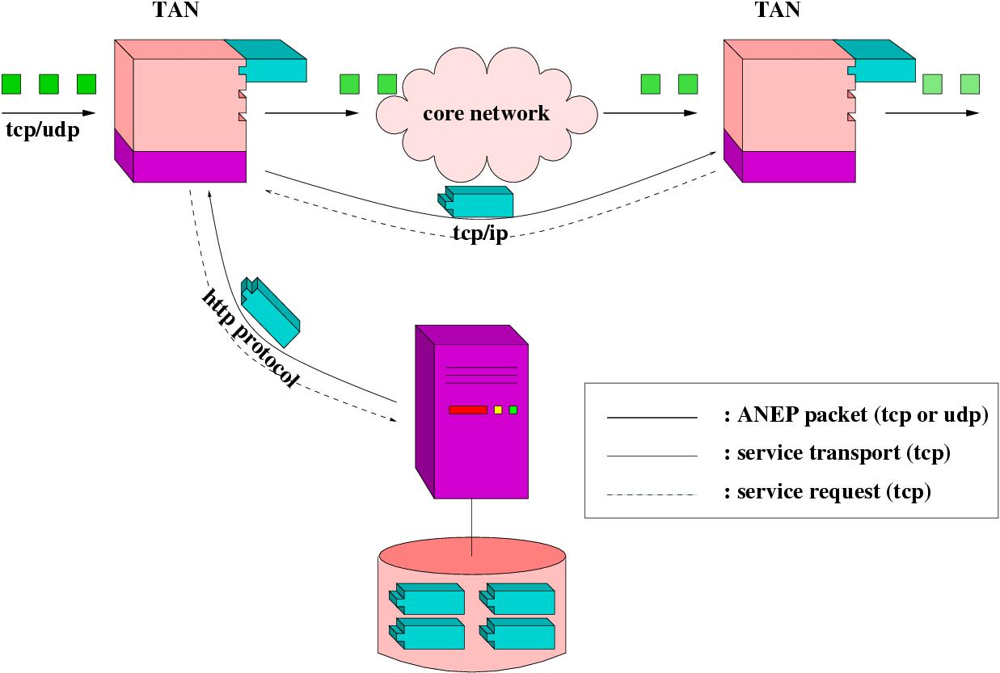 TAN
TAN
tcp/udp
core network
tcp/ip
http protocol
: ANEP packet (tcp or udp)
: service transport (tcp)
: service request (tcp)